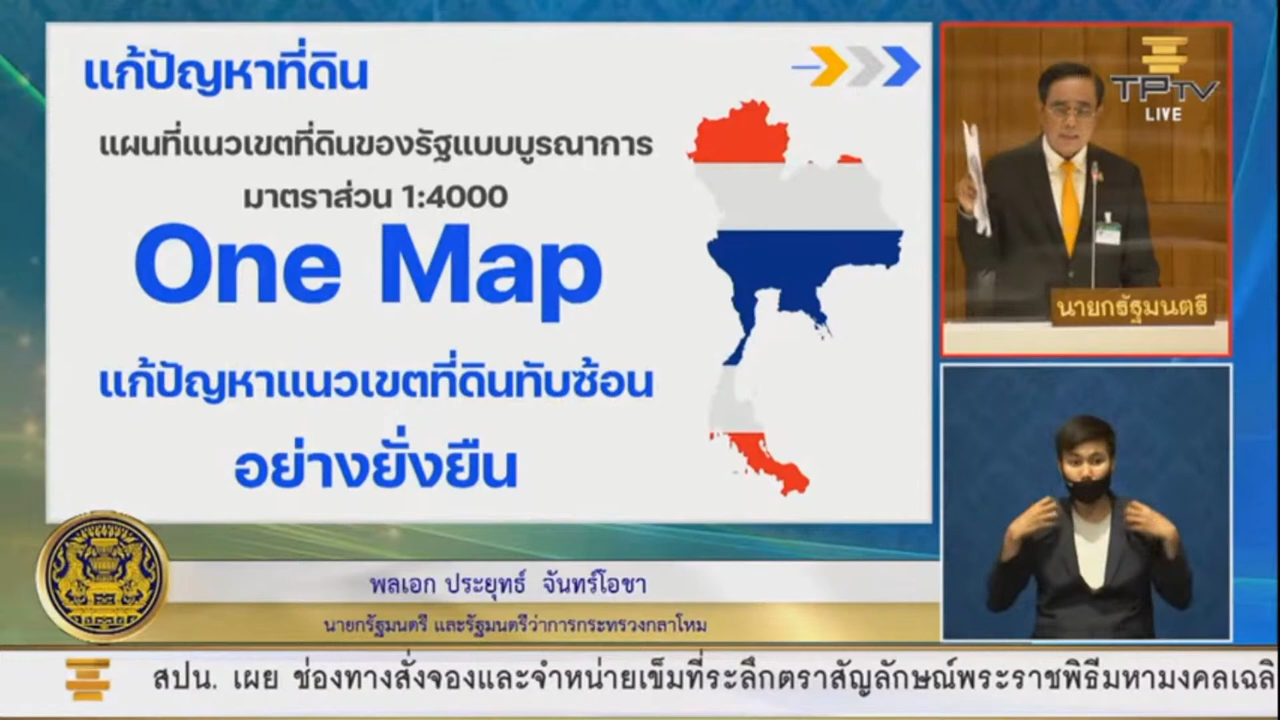 แก้ปัญหาที่ดิน
แผนที่แนวเขตที่ดินของรัฐแบบบูรณาการ
มาตราส่วน 1:4000
One Map
แก้ปัญหาแนวเขตที่ดินทับซ้อน
อย่างยั่งยืน
TPTV
LIVE
นายกรัฐมนตรี
พลเอก ประยุทธ์ จันทร์โอชา
นายกรัฐมนตรี และรัฐมนตรีว่าการกระทรวงกลาโหม
สปน. เผย ช่องทางสั่งจองและจำหน่ายเข็มที่ระลึกตราสัญลักษณ์พระราชพิธีมหามงคลเฉลิ